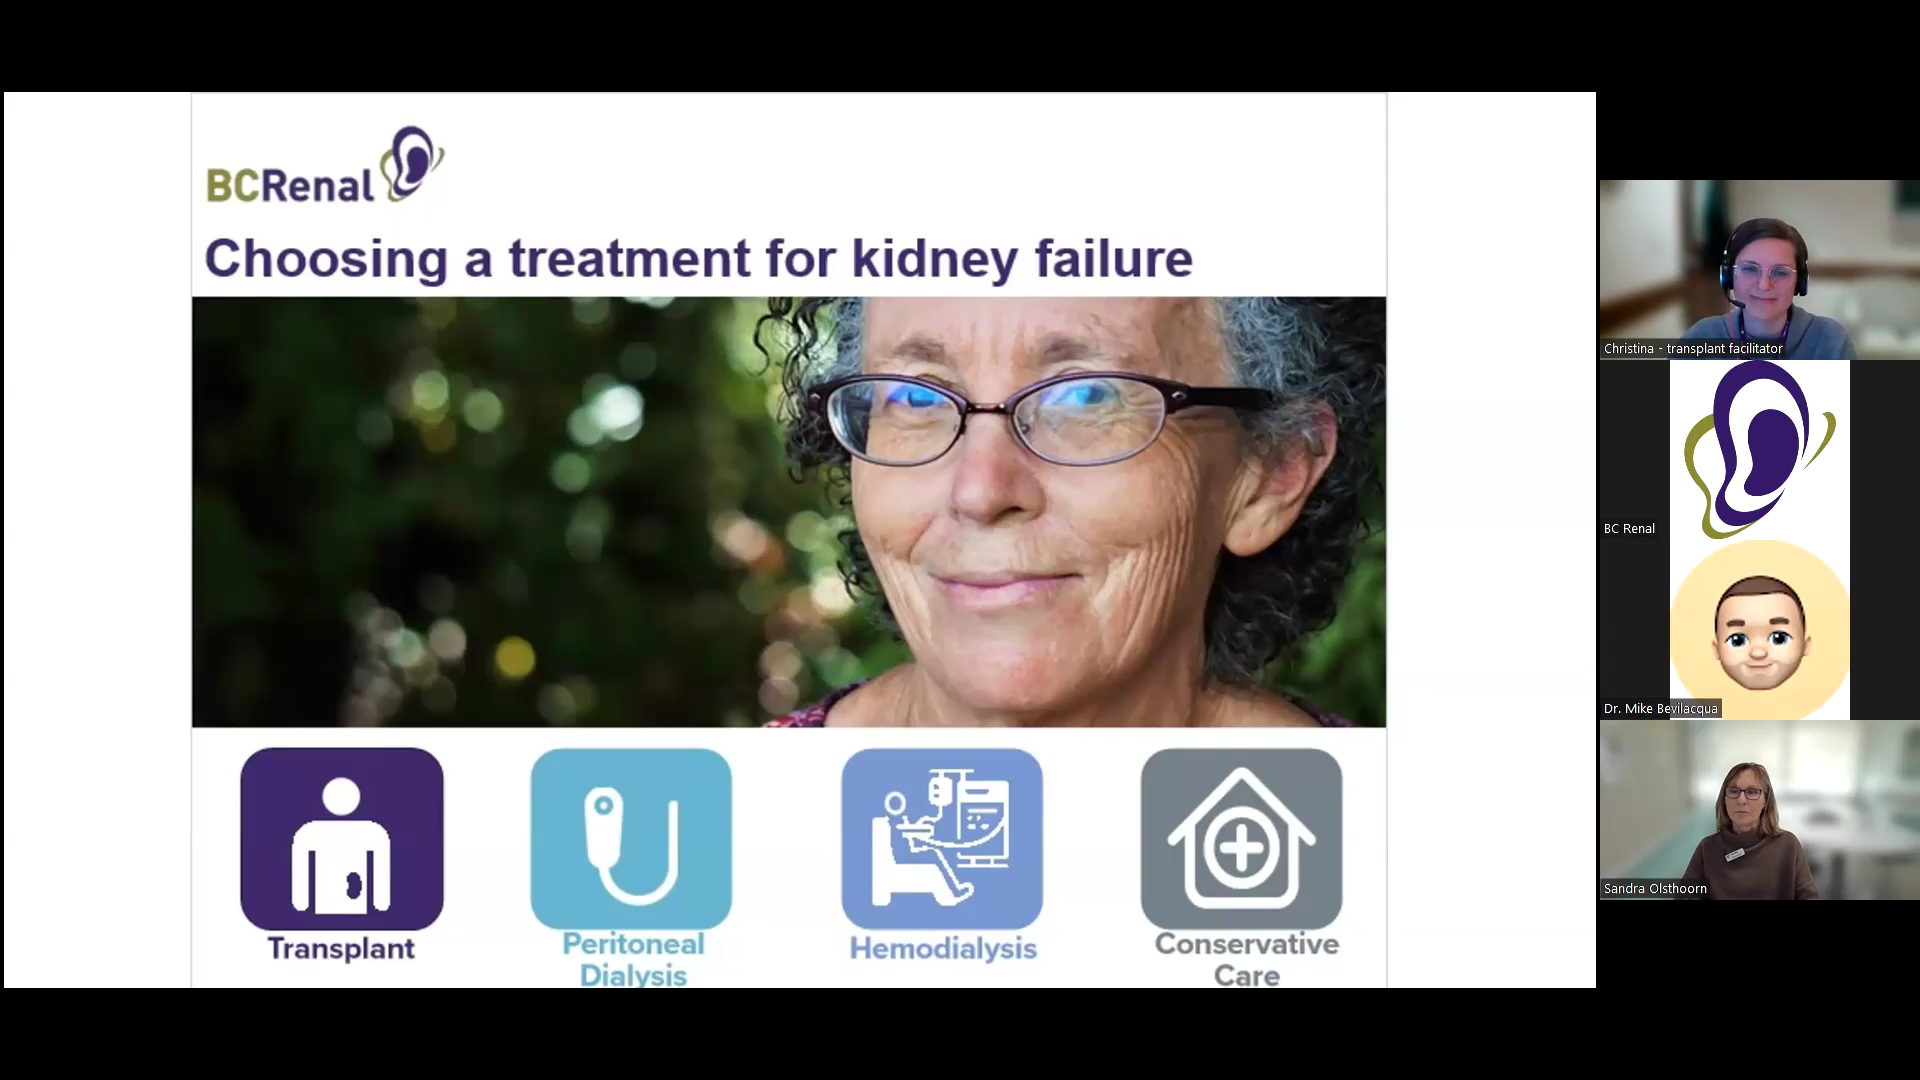 BCRenal
Choosing a treatment for kidney failure
Transplant
Peritoneal
Dialysis
Hemodialysis
Conservative
Care
Christina - transplant facilitator
BC Renal
Dr. Mike Bevilacqua
Sandra Olsthoorn